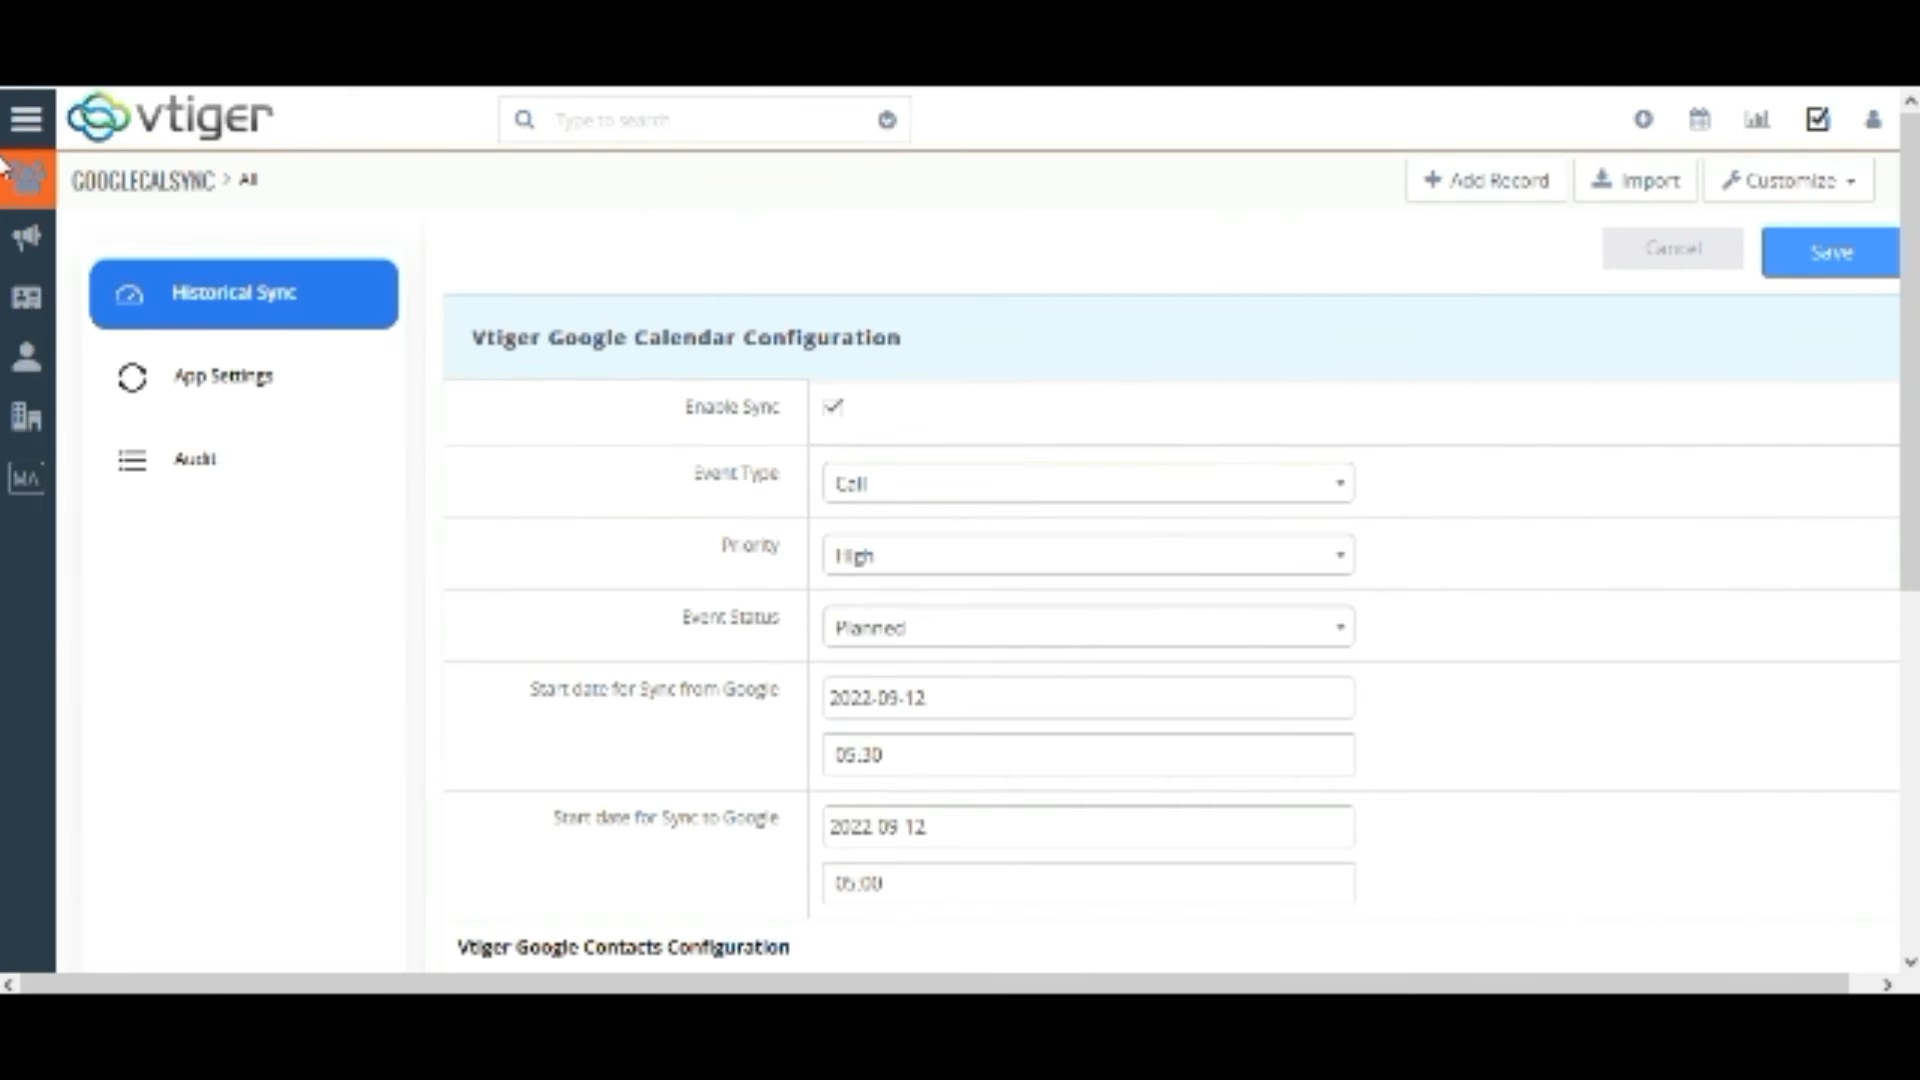 vtiger
Type to search
GOOGLECALSYNC > All
Add Record
Import
Customize
Cancel
Save
Historical Sync
App Settings
Audit
Vtiger Google Calendar Configuration
Enable Sync
Event Type
Call
Priority
High
Event Status
Planned
Start date for Sync from Google
2022-09-12
05:30
Start date for Sync to Google
2022-09-12
05:00
Vtiger Google Contacts Configuration